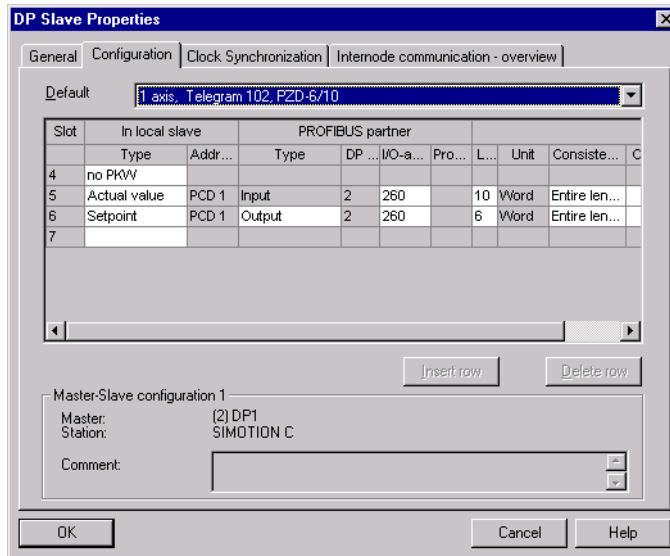 DP Slave Properties
General Configuration Clock Synchronization Internode communication - overview
Default 1 axis, Telegram 102, PZD-6/10
Slot In local slave PROFIBUS partner
Type Addr... Type DP ... I/O-a... Pro... L... Unit Consiste... C
4 no PKW
5 Actual value PCD 1 Input 2 260 10 Word Entire len...
6 Setpoint PCD 1 Output 2 260 6 Word Entire len...
7
Insert row Delete row
Master-Slave configuration 1
Master: (2) DP1
Station: SIMOTION C
Comment:
OK Cancel Help